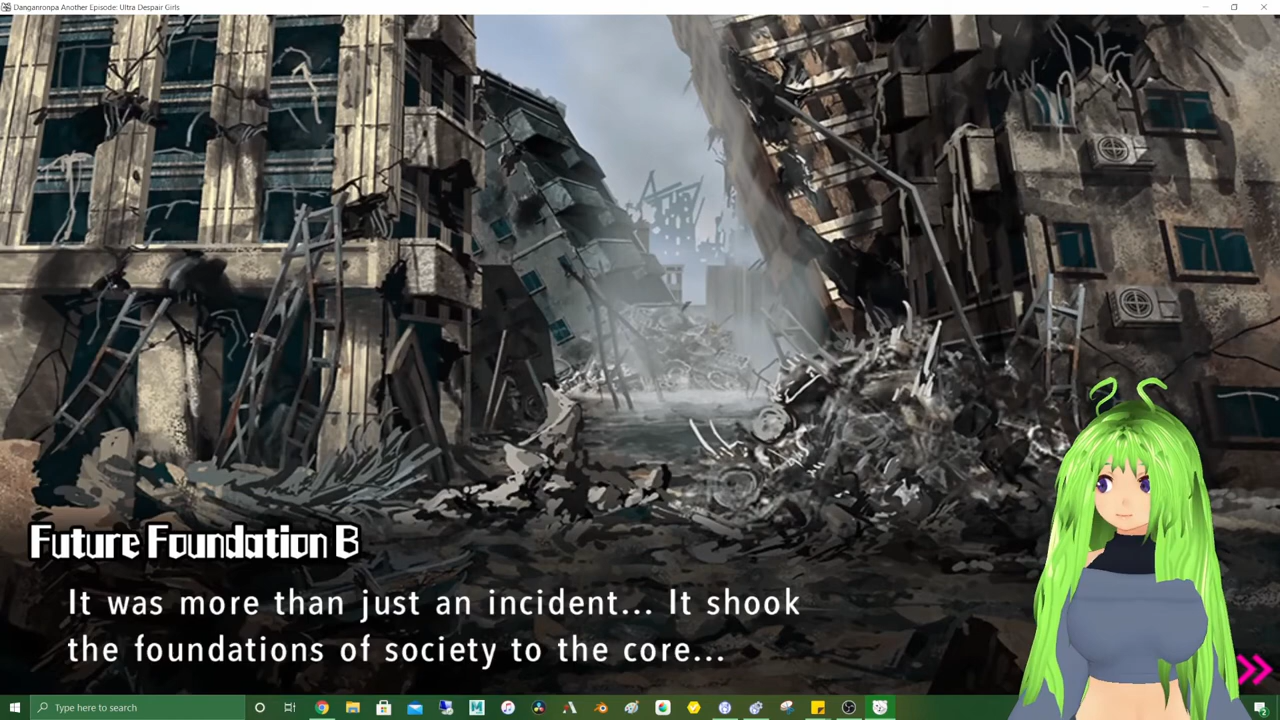 Danganronpa Another Episode: Ultra Despair Girls
Future Foundation B
It was more than just an incident... It shook
the foundations of society to the core...
Type here to search
2